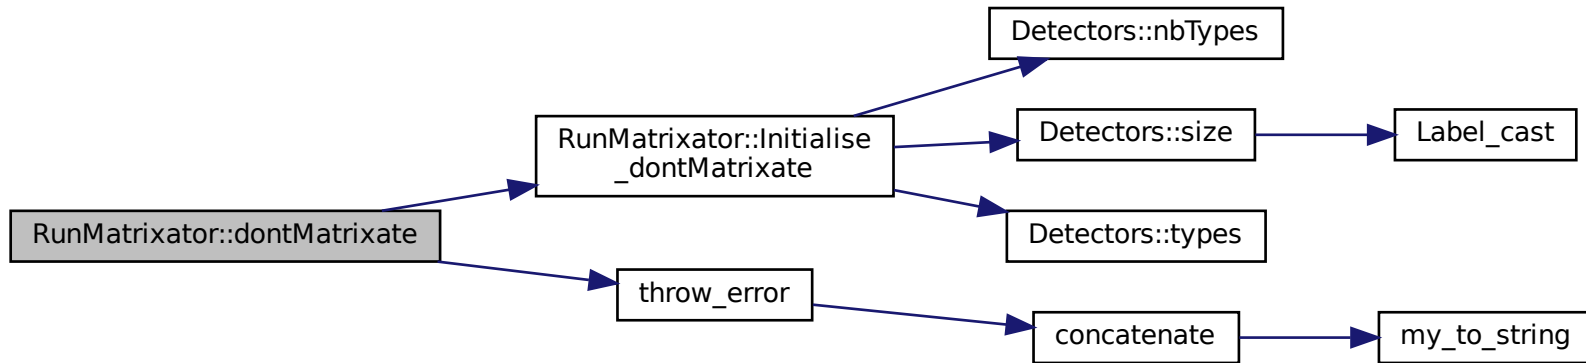 Detectors::nbTypes
RunMatrixator::Initialise
_dontMatrixate
Detectors::size
Label_cast
RunMatrixator::dontMatrixate
Detectors::types
throw_error
concatenate
my_to_string